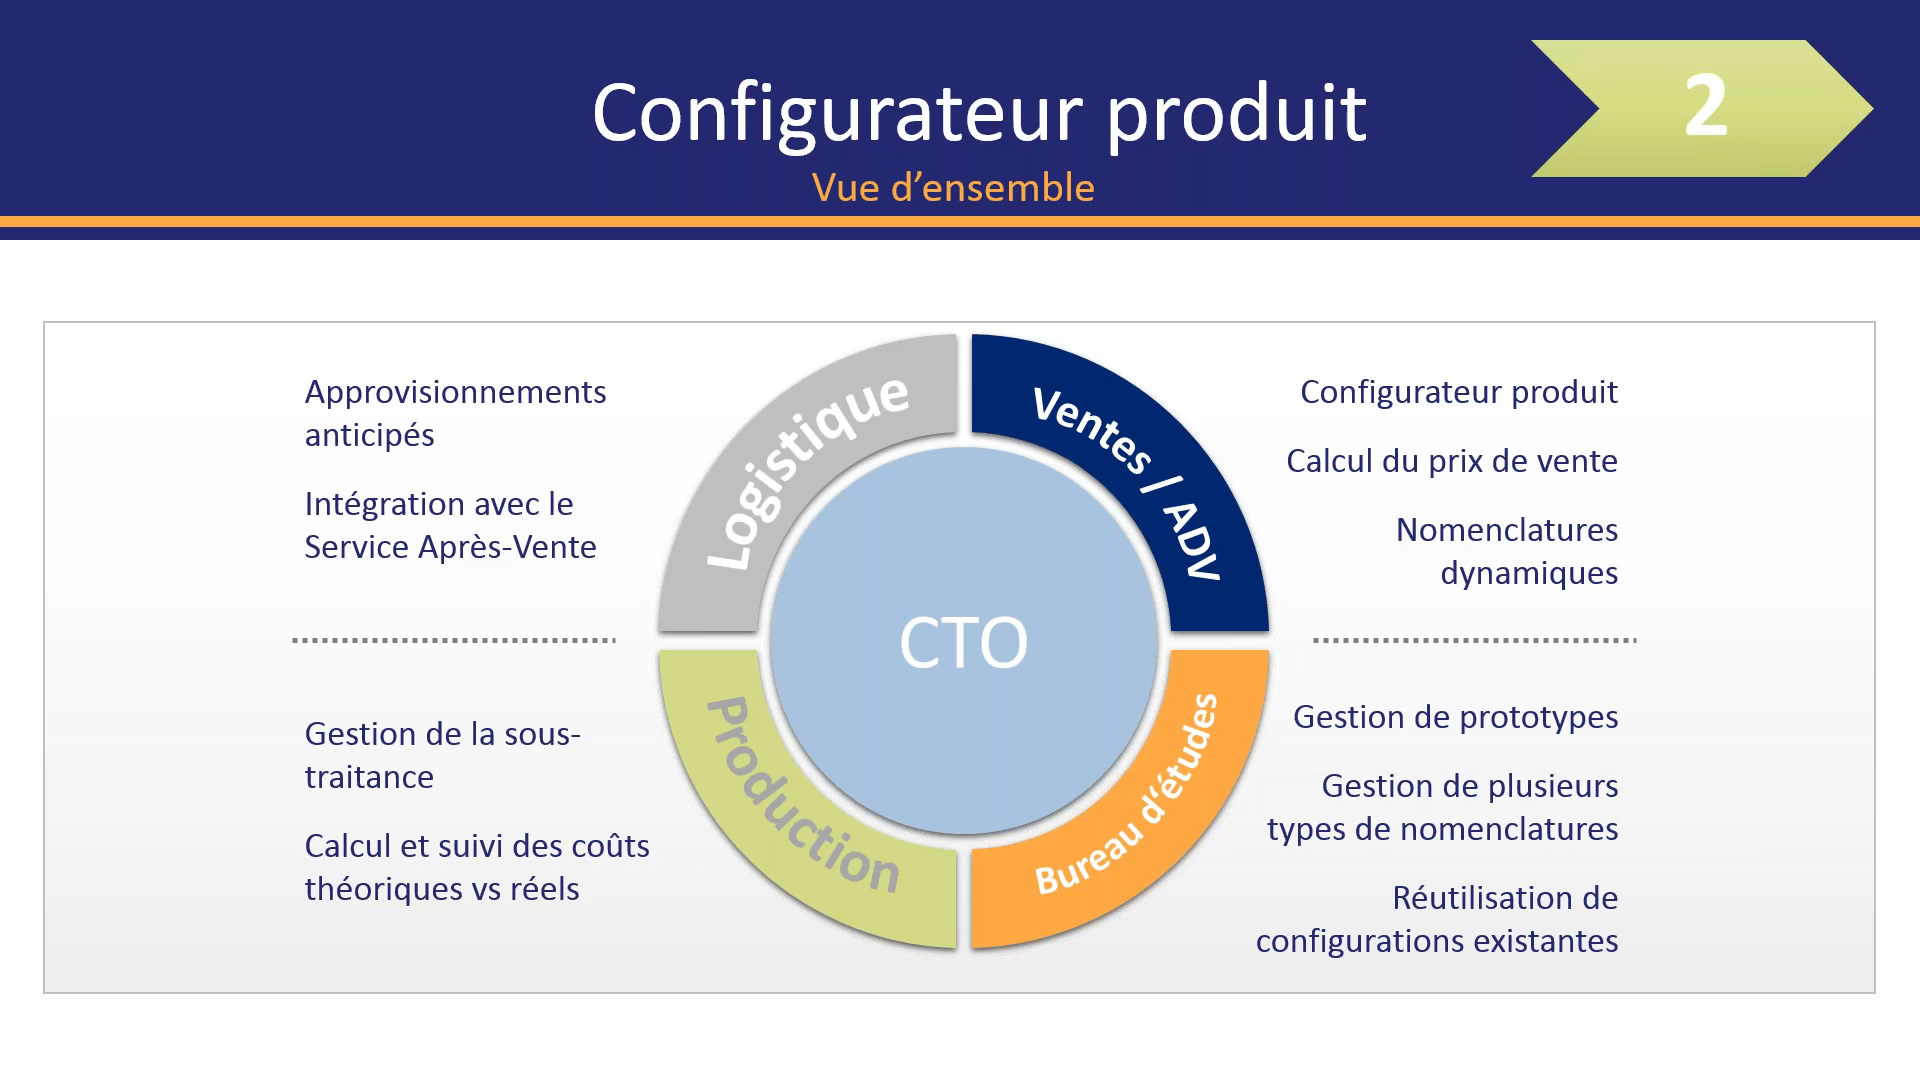 Configurateur produit
2
Vue d’ensemble
Approvisionnements
anticipés
Intégration avec le
Service Après-Vente
Logistique
Ventes / ADV
Configurateur produit
Calcul du prix de vente
Nomenclatures
dynamiques
CTO
Gestion de la sous-
traitance
Calcul et suivi des coûts
théoriques vs réels
Production
Bureau d‘études
Gestion de prototypes
Gestion de plusieurs
types de nomenclatures
Réutilisation de
configurations existantes